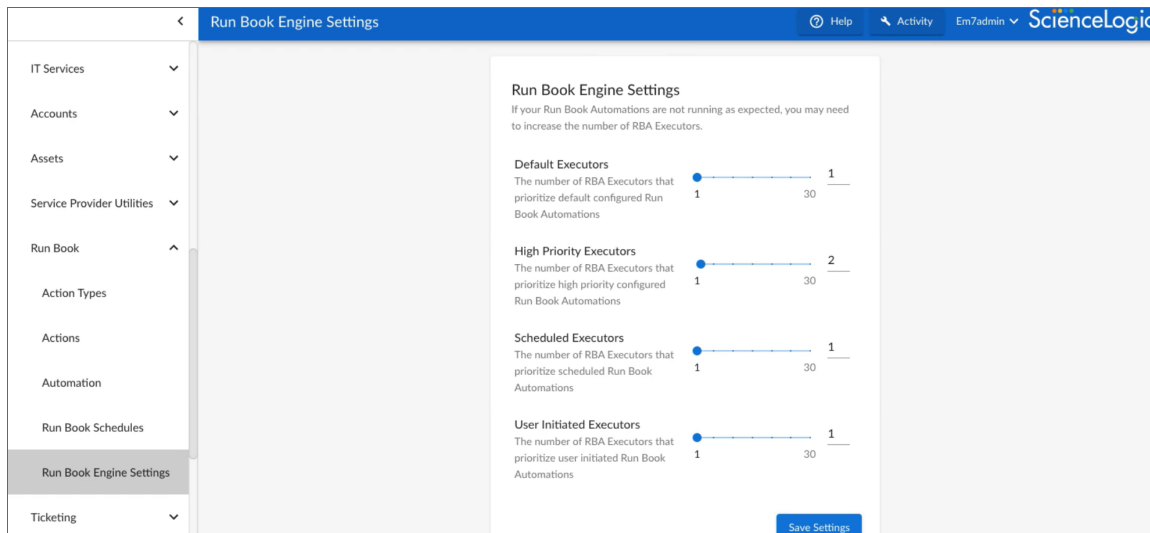 Run Book Engine Settings
Help
Activity
Em7admin
ScienceLogic
IT Services
Accounts
Assets
Service Provider Utilities
Run Book
Action Types
Actions
Automation
Run Book Schedules
Run Book Engine Settings
Ticketing
Run Book Engine Settings
If your Run Book Automations are not running as expected, you may need
to increase the number of RBA Executors.
Default Executors
The number of RBA Executors that
prioritize default configured Run
Book Automations
1
30
1
High Priority Executors
The number of RBA Executors that
prioritize high priority configured
Run Book Automations
1
30
2
Scheduled Executors
The number of RBA Executors that
prioritize scheduled Run Book
Automations
1
30
1
User Initiated Executors
The number of RBA Executors that
prioritize user initiated Run Book
Automations
1
30
1
Save Settings